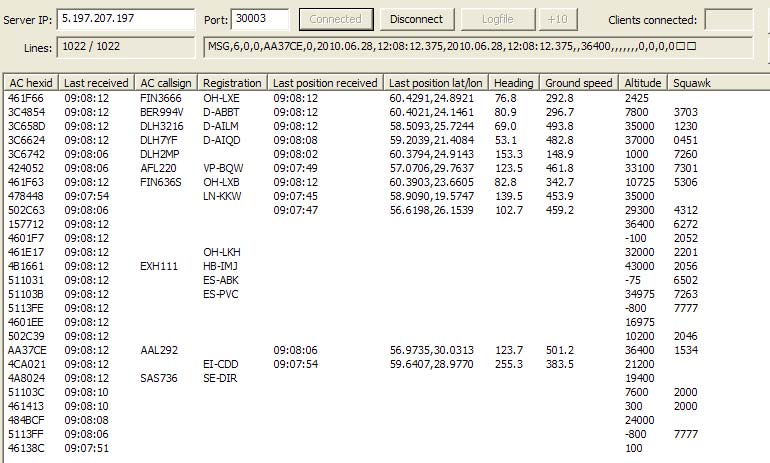 Server IP: 5.197.207.197 Port: 30003 Connected Disconnect Logfile +10 Clients connected:
Lines: 1022 / 1022 MSG,6,0,0,AA37CE,0,2010.06.28,12:08:12.375,2010.06.28,12:08:12.375,,36400,,,,,,,0,0,0,0□□
AC hexid Last received AC callsign Registration Last position received Last position lat/lon Heading Ground speed Altitude Squawk
461F66 09:08:12 FIN3666 OH-LXE 09:08:12 60.4291,24.8921 76.8 292.8 2425
3C4854 09:08:12 BER994V D-ABBT 09:08:12 60.4021,24.1461 80.9 296.7 7800 3703
3C658D 09:08:12 DLH3216 D-AILM 09:08:12 58.5093,25.7244 69.0 493.8 35000 1230
3C6624 09:08:12 DLH7YF D-AIQD 09:08:08 59.2039,21.4084 53.1 482.8 37000 0451
3C6742 09:08:06 DLH2MP 09:08:02 60.3794,24.9143 153.3 148.9 1000 7260
424052 09:08:06 AFL220 VP-BQW 09:07:49 57.0706,29.7637 123.5 461.8 33100 7301
461F63 09:08:12 FIN636S OH-LXB 09:08:12 60.3903,23.6605 82.8 342.7 10725 5306
478448 09:07:54 LN-KKW 09:07:45 58.9090,19.5747 139.5 453.9 35000
502C63 09:08:06 09:07:47 56.6198,26.1539 102.7 459.2 29300 4312
157712 09:08:12 36400 6272
4601F7 09:08:12 -100 2052
461E17 09:08:12 OH-LKH 32000 2201
4B1661 09:08:12 EXH111 HB-IMJ 43000 2056
511031 09:08:12 ES-ABK -75 6502
51103B 09:08:12 ES-PVC 34975 7263
5113FE 09:08:12 -800 7777
4601EE 09:08:12 16975
502C39 09:08:12 10200 2046
AA37CE 09:08:12 AAL292 09:08:06 56.9735,30.0313 123.7 501.2 36400 1534
4CA021 09:08:12 EI-CDD 09:07:54 59.6407,28.9770 255.3 383.5 21200
4A8024 09:08:12 SAS736 SE-DIR 19400
51103C 09:08:10 7600 2000
461413 09:08:10 300 2000
484BCF 09:08:08 24000
5113FF 09:08:06 -800 7777
46138C 09:07:51 100